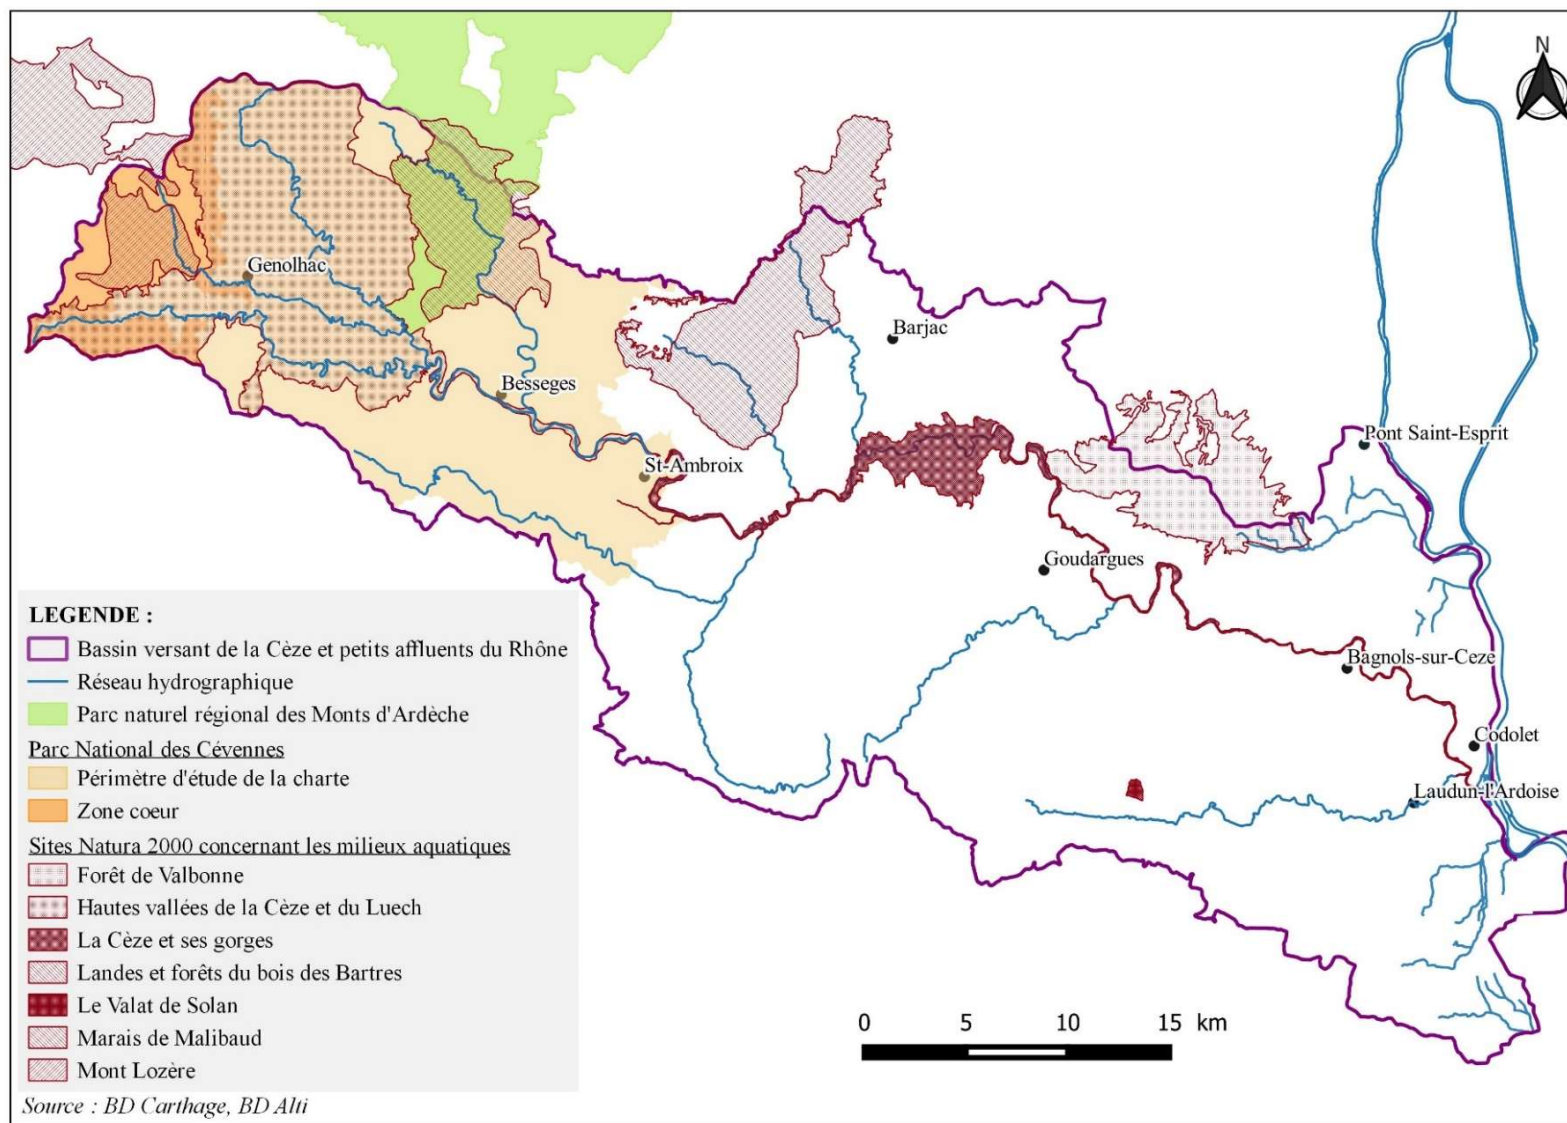 N
Genolhac
Barjac
Besseges
Pont Saint-Esprit
St-Ambroix
Goudargues
Bagnols-sur-Ceze
Codolet
Laudun-l'Ardoise
LEGENDE :
Bassin versant de la Cèze et petits affluents du Rhône
Réseau hydrographique
Parc naturel régional des Monts d'Ardèche
Parc National des Cévennes
Périmètre d'étude de la charte
Zone coeur
Sites Natura 2000 concernant les milieux aquatiques
Forêt de Valbonne
Hautes vallées de la Cèze et du Luech
La Cèze et ses gorges
Landes et forêts du bois des Bartres
Le Valat de Solan
Marais de Malibaud
Mont Lozère
0 5 10 15 km
Source : BD Carthage, BD Alti